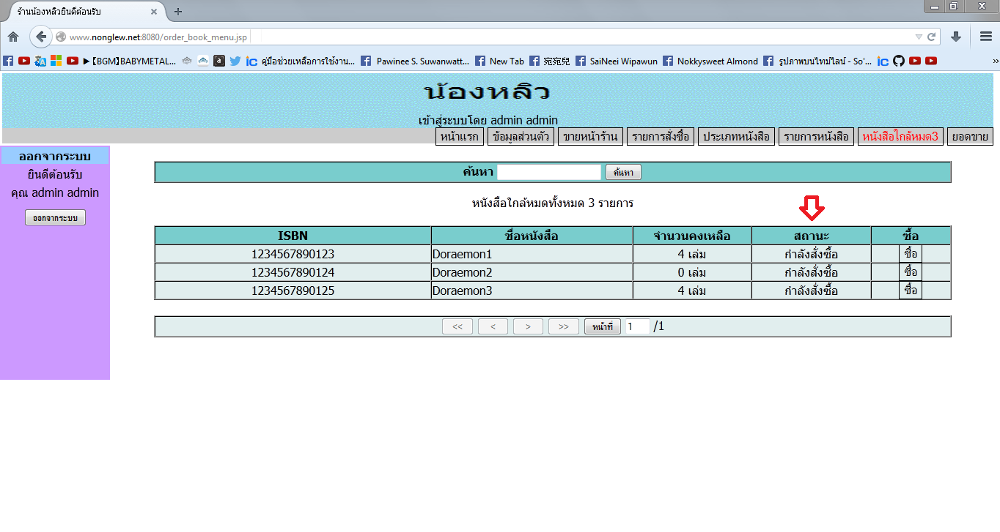 ร้านน้องหลิวยินดีต้อนรับ
www.nonglew.net:8080/order_book_menu.jsp
【BGM】BABYMETAL... a ic คู่มือช่วยเหลือการใช้งาน... Pawinee S. Suwanwatt... New Tab 宛宛兒 SaiNeei Wipawun Nokkysweet Almond รูปภาพบนไทม์ไลน์ - So'... ic
น้องหลิว
เข้าสู่ระบบโดย admin admin
หน้าแรก ข้อมูลส่วนตัว ขายหน้าร้าน รายการสั่งซื้อ ประเภทหนังสือ รายการหนังสือ หนังสือใกล้หมด3 ยอดขาย
ออกจากระบบ
ยินดีต้อนรับ
คุณ admin admin
ออกจากระบบ
ค้นหา ค้นหา
หนังสือใกล้หมดทั้งหมด 3 รายการ
ISBN ชื่อหนังสือ จำนวนคงเหลือ สถานะ ซื้อ
1234567890123 Doraemon1 4 เล่ม กำลังสั่งซื้อ ซื้อ
1234567890124 Doraemon2 0 เล่ม กำลังสั่งซื้อ ซื้อ
1234567890125 Doraemon3 4 เล่ม กำลังสั่งซื้อ ซื้อ
<< < > >> หน้าที่ 1 /1